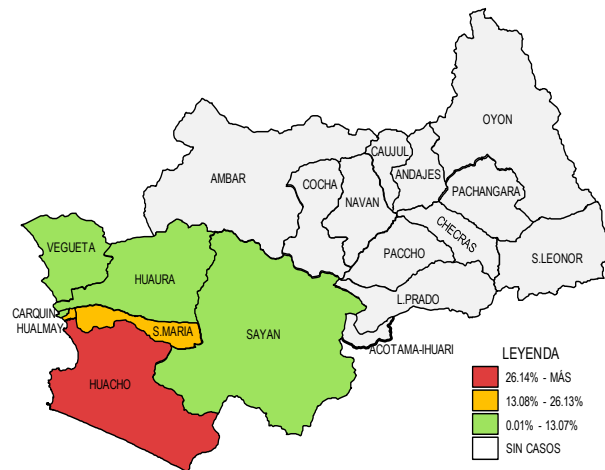 OYON
CAUJUL
ANDAJES
AMBAR
COCHA
NAVAN
PACHANGARA
CHECRAS
VEGUETA
PACCHO
S.LEONOR
HUAURA
L.PRADO
CARQUIN
HUALMAY
S.MARIA
SAYAN
ACOTAMA-IHUARI
HUACHO
LEYENDA
26.14% - MÁS
13.08% - 26.13%
0.01% - 13.07%
SIN CASOS